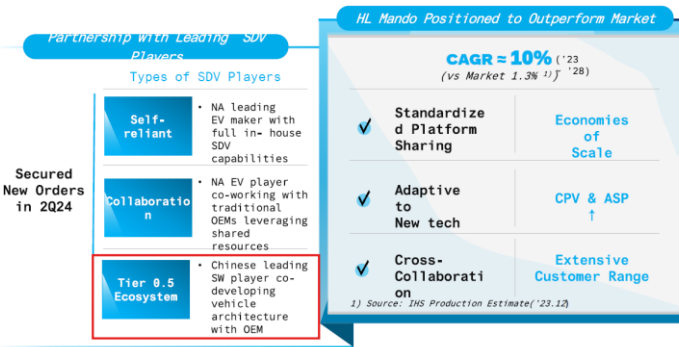 Partnership with Leading SDV
Players
Types of SDV Players
Secured
New Orders
in 2Q24
Self-
reliant
• NA leading
EV maker with
full in- house
SDV
capabilities
Collaboratio
n
• NA EV player
co-working with
traditional
OEMs leveraging
shared
resources
Tier 0.5
Ecosystem
• Chinese leading
SW player co-
developing
vehicle
architecture
with OEM
HL Mando Positioned to Outperform Market
CAGR ≈ 10% ('23
(vs Market 1.3% 1)) ~ '28)
Standardize
d Platform
Sharing
Economies
of
Scale
Adaptive
to
New tech
CPV & ASP
↑
Cross-
Collaborati
on
Extensive
Customer Range
1) Source: IHS Production Estimate('23.12)